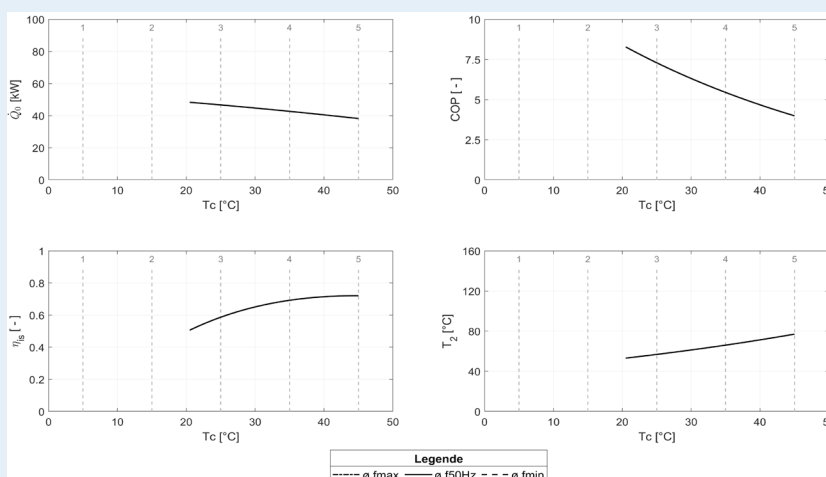 1 2 3 4 5
100
80
60
40
20
0
Q̇₀ [kW]
0 10 20 30 40 50
Tc [°C]
1 2 3 4 5
10
7.5
5
2.5
0
COP [ - ]
0 10 20 30 40 50
Tc [°C]
1 2 3 4 5
1
0.8
0.6
0.4
0.2
0
ηis [ - ]
0 10 20 30 40 50
Tc [°C]
1 2 3 4 5
160
120
80
40
0
T₂ [°C]
0 10 20 30 40 50
Tc [°C]
Legende
ø fmax ø f50Hz ø fmin